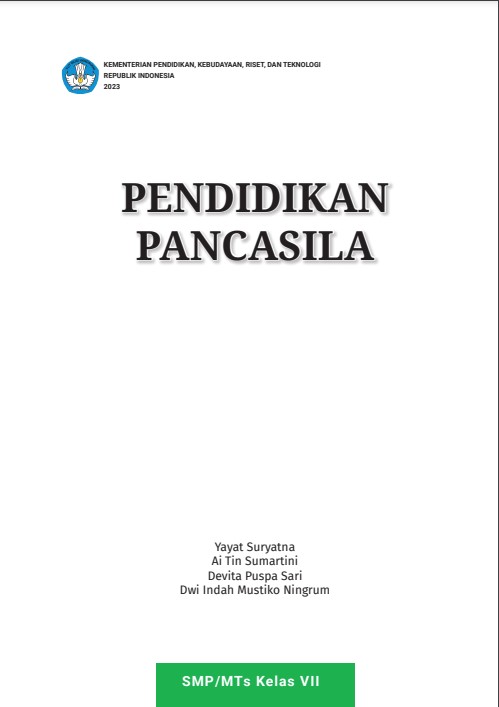 KEMENTERIAN PENDIDIKAN, KEBUDAYAAN, RISET, DAN TEKNOLOGI
REPUBLIK INDONESIA
2023
PENDIDIKAN
PANCASILA
Yayat Suryatna
Ai Tin Sumartini
Devita Puspa Sari
Dwi Indah Mustiko Ningrum
SMP/MTs Kelas VII